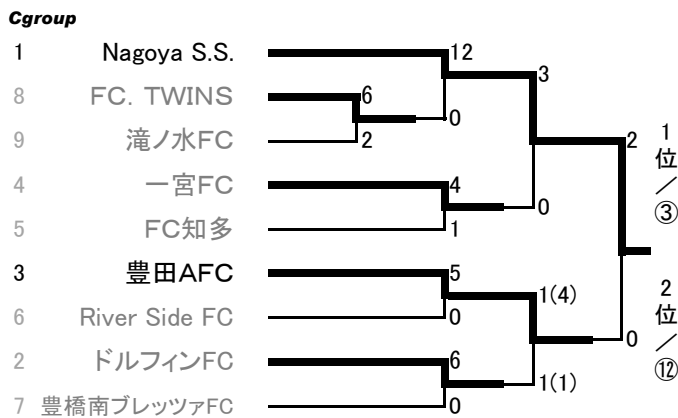 Cgroup
1 Nagoya S.S. 12
3
8 FC. TWINS 6
0
9 滝ノ水FC 2
2
1位/③
4 一宮FC 4
0
5 FC知多 1
3 豊田AFC 5
1(4)
6 River Side FC 0
0
2位/⑫
2 ドルフィンFC 6
1(1)
7 豊橋南ブレッツァFC 0